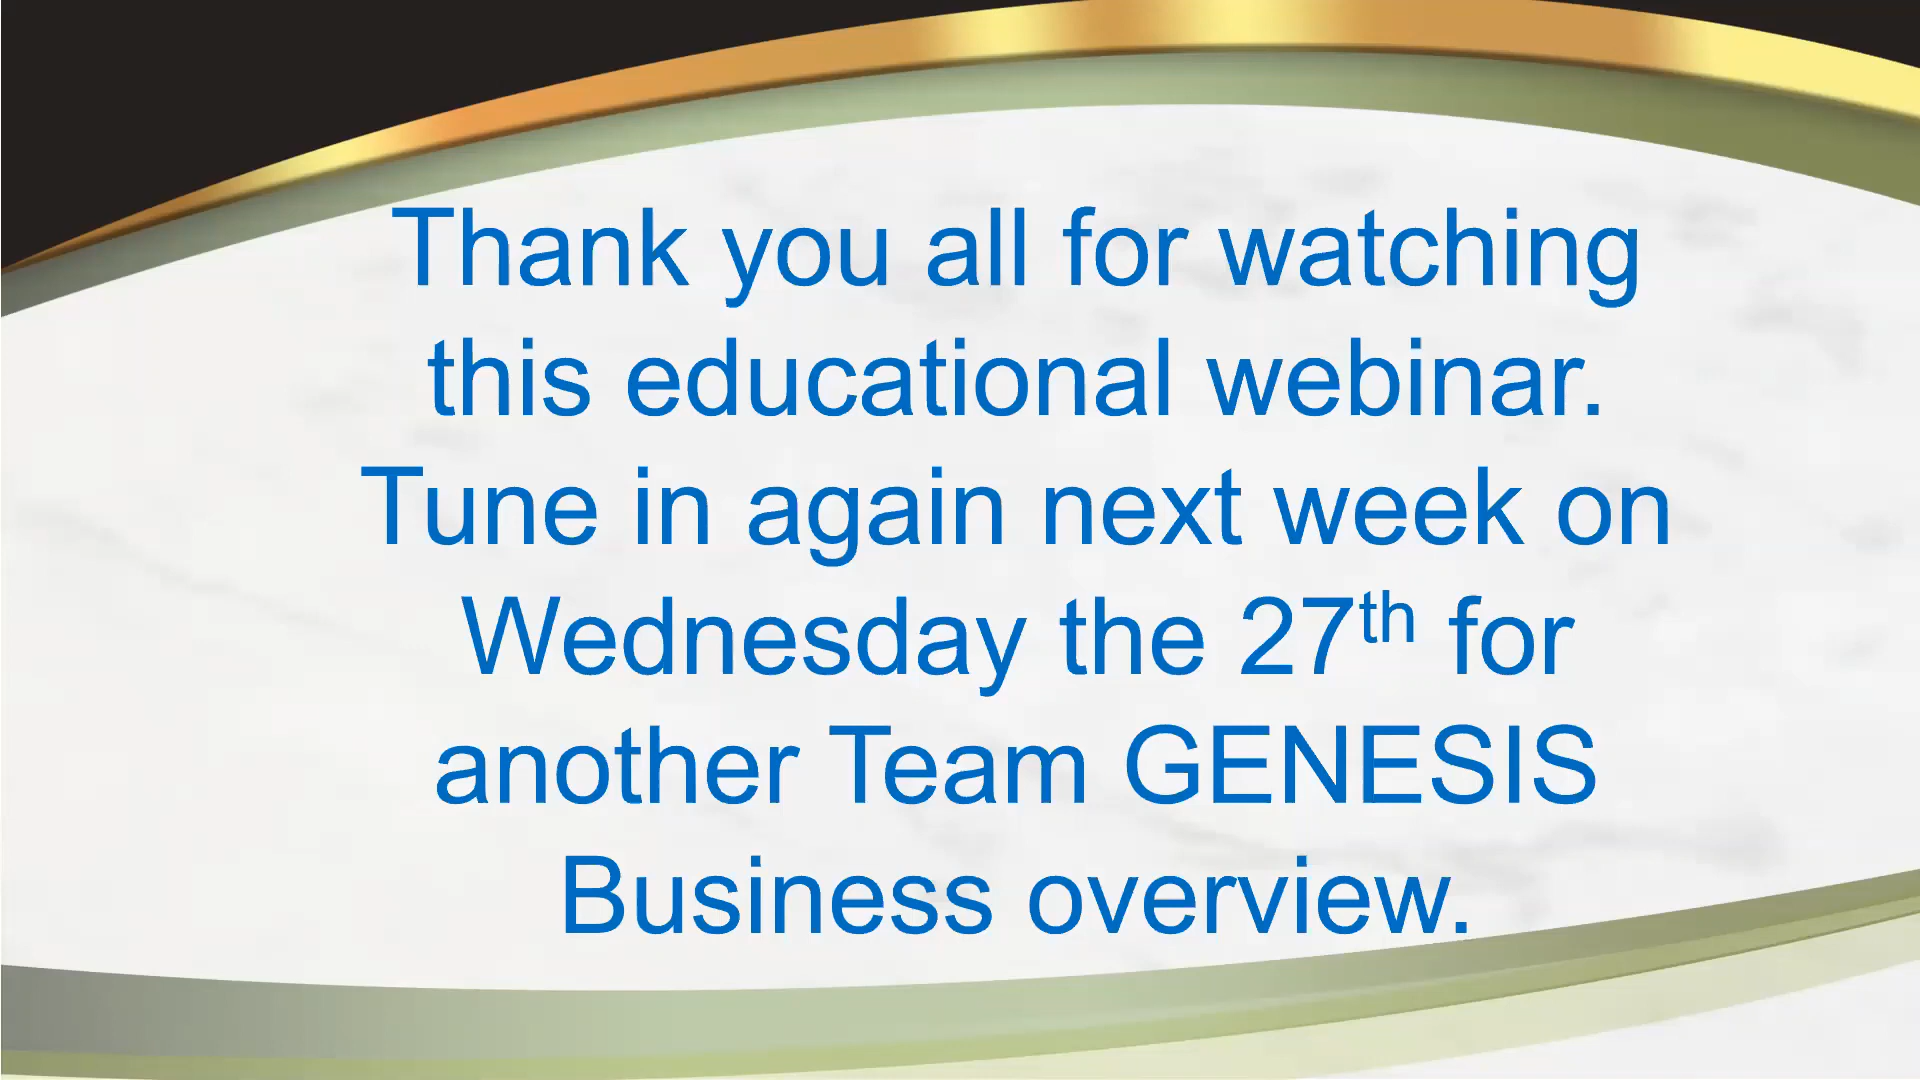 Thank you all for watching
this educational webinar.
Tune in again next week on
Wednesday the 27th for
another Team GENESIS
Business overview.